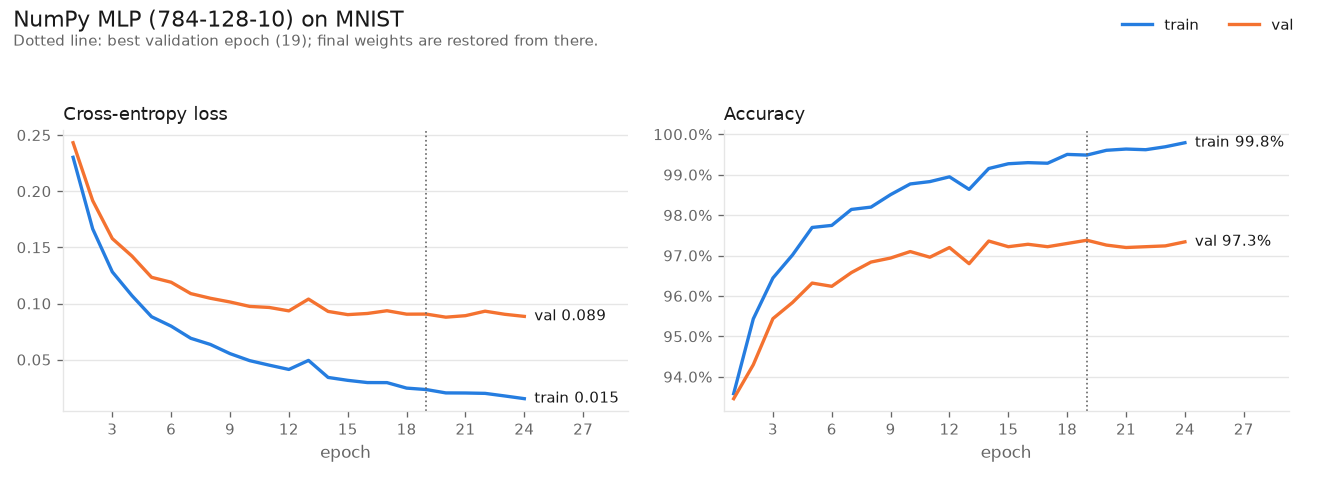 NumPy MLP (784-128-10) on MNIST
Dotted line: best validation epoch (19); final weights are restored from there.
train
val
Cross-entropy loss
0.25
0.20
0.15
0.10
0.05
val 0.089
train 0.015
3 6 9 12 15 18 21 24 27
epoch
Accuracy
100.0%
99.0%
98.0%
97.0%
96.0%
95.0%
94.0%
train 99.8%
val 97.3%
3 6 9 12 15 18 21 24 27
epoch